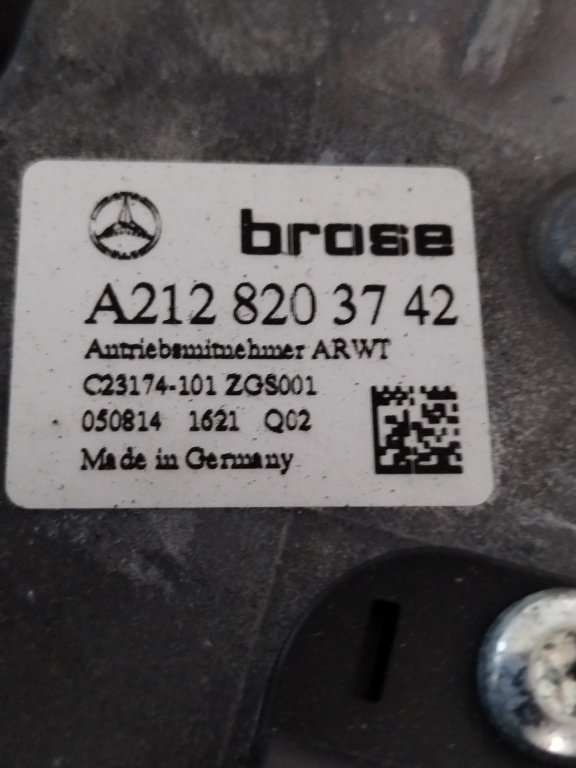 brose
A212 820 37 42
Antriebsmitnehmer ARWT
C23174-101 ZGS001
050814 1621 Q02
Made in Germany